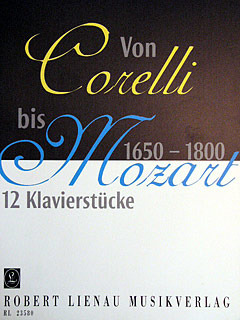 Von
Corelli
bis
1650 – 1800
Mozart
12 Klavierstücke
ROBERT LIENAU MUSIKVERLAG
RL 23580